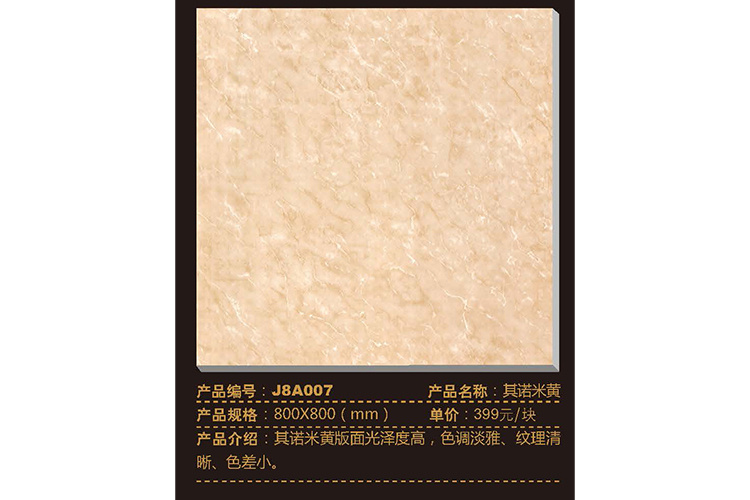 产品编号：J8A007 产品名称：其诺米黄
产品规格：800X800（mm） 单价：399元/块
产品介绍：其诺米黄版面光泽度高，色调淡雅、纹理清
晰、色差小。